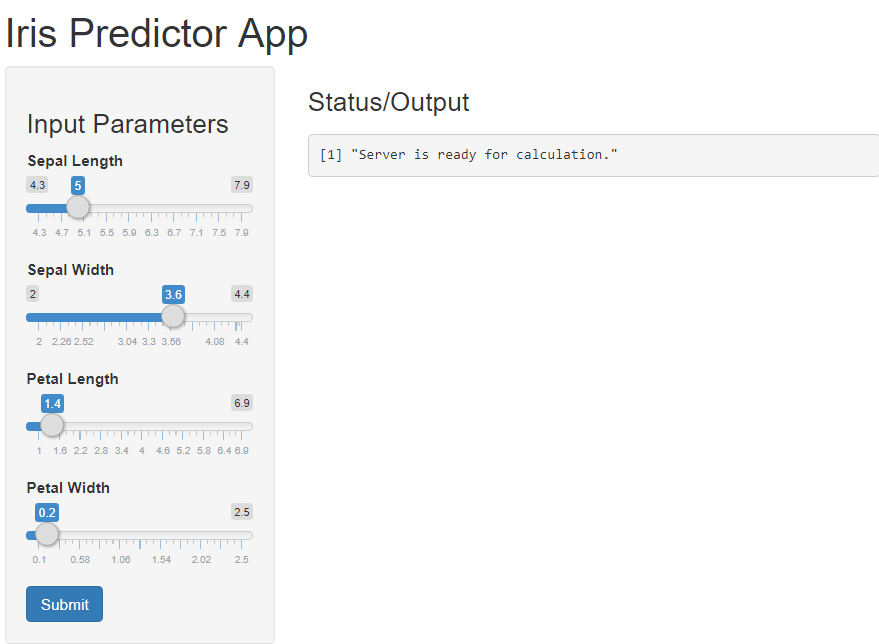 Iris Predictor App
Input Parameters
Sepal Length
4.3 5 7.9
4.3 4.7 5.1 5.5 5.9 6.3 6.7 7.1 7.5 7.9
Sepal Width
2 3.6 4.4
2 2.26 2.52 3.04 3.3 3.56 4.08 4.4
Petal Length
1.4 6.9
1 1.6 2.2 2.8 3.4 4 4.6 5.2 5.8 6.4 6.9
Petal Width
0.2 2.5
0.1 0.58 1.06 1.54 2.02 2.5
Submit
Status/Output
[1] "Server is ready for calculation."